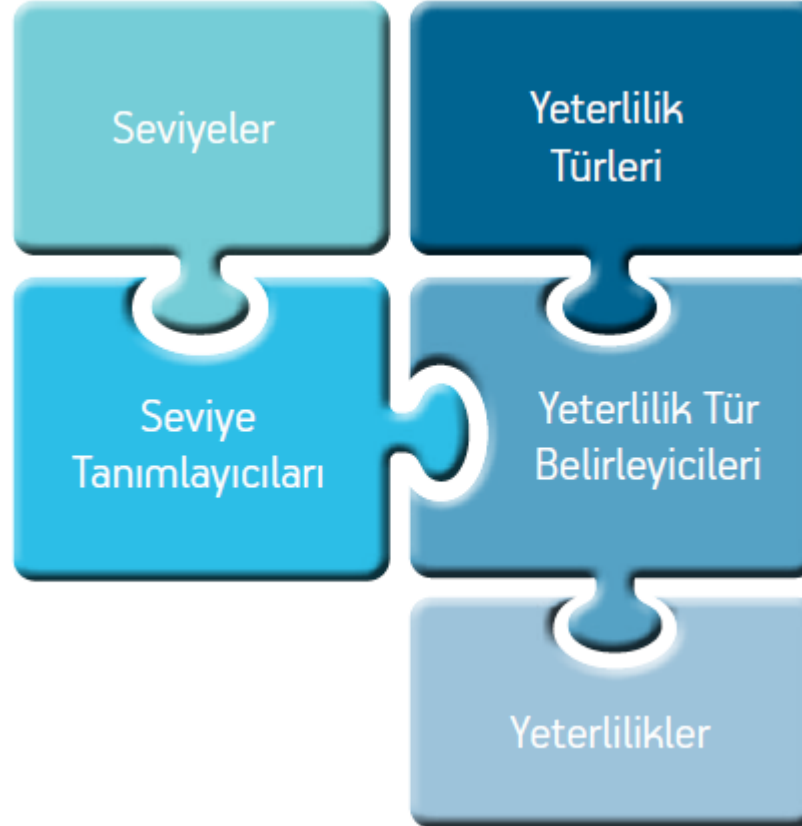 Seviyeler
Yeterlilik
Türleri
Seviye
Tanımlayıcıları
Yeterlilik Tür
Belirleyicileri
Yeterlilikler